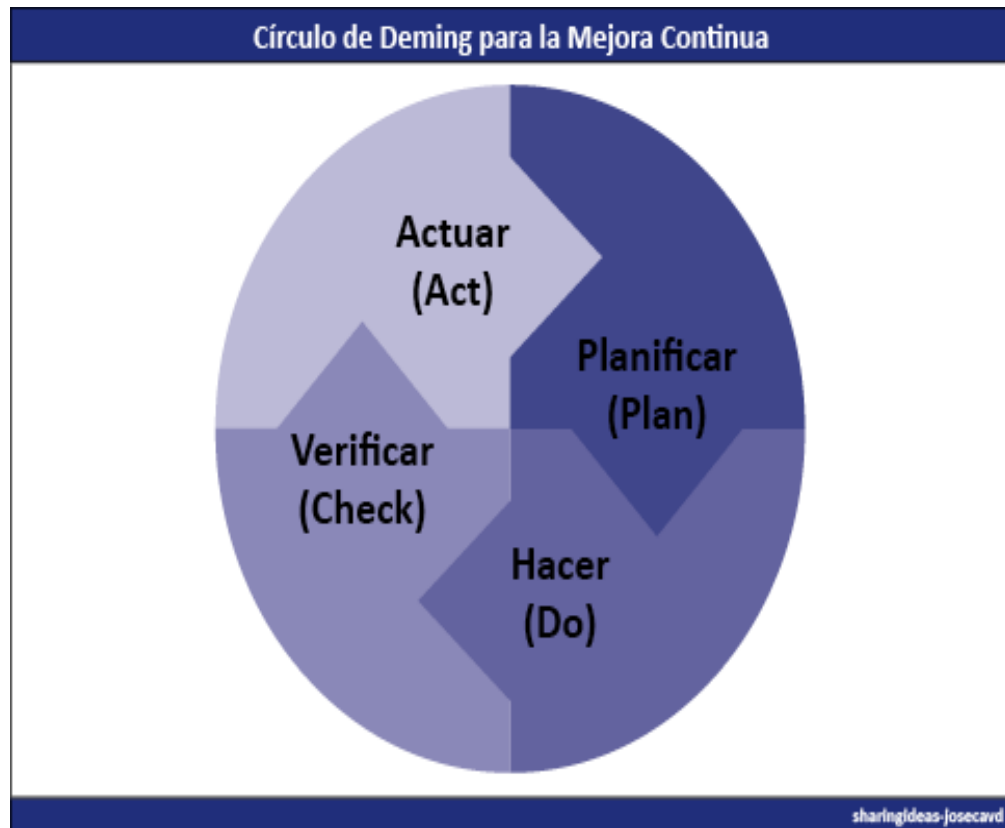 Círculo de Deming para la Mejora Continua
Actuar
(Act)
Planificar
(Plan)
Verificar
(Check)
Hacer
(Do)
sharingideas-josecavd